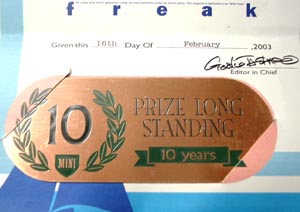 freak
Given this 16th Day Of February ,2003
Editor in Chief
10
MINI
PRIZE LONG
STANDING
10 years